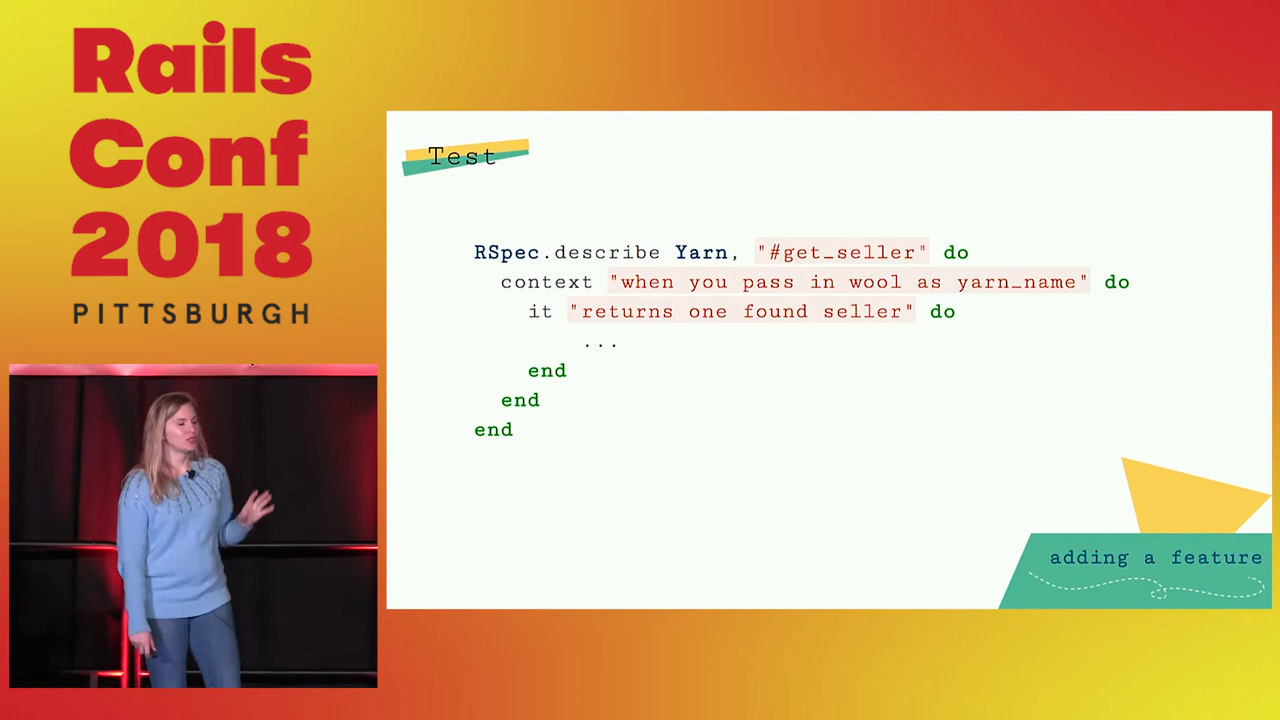 Rails
Conf
2018
PITTSBURGH
Test
RSpec.describe Yarn, "#get_seller" do
context "when you pass in wool as yarn_name" do
it "returns one found seller" do
...
end
end
end
adding a feature